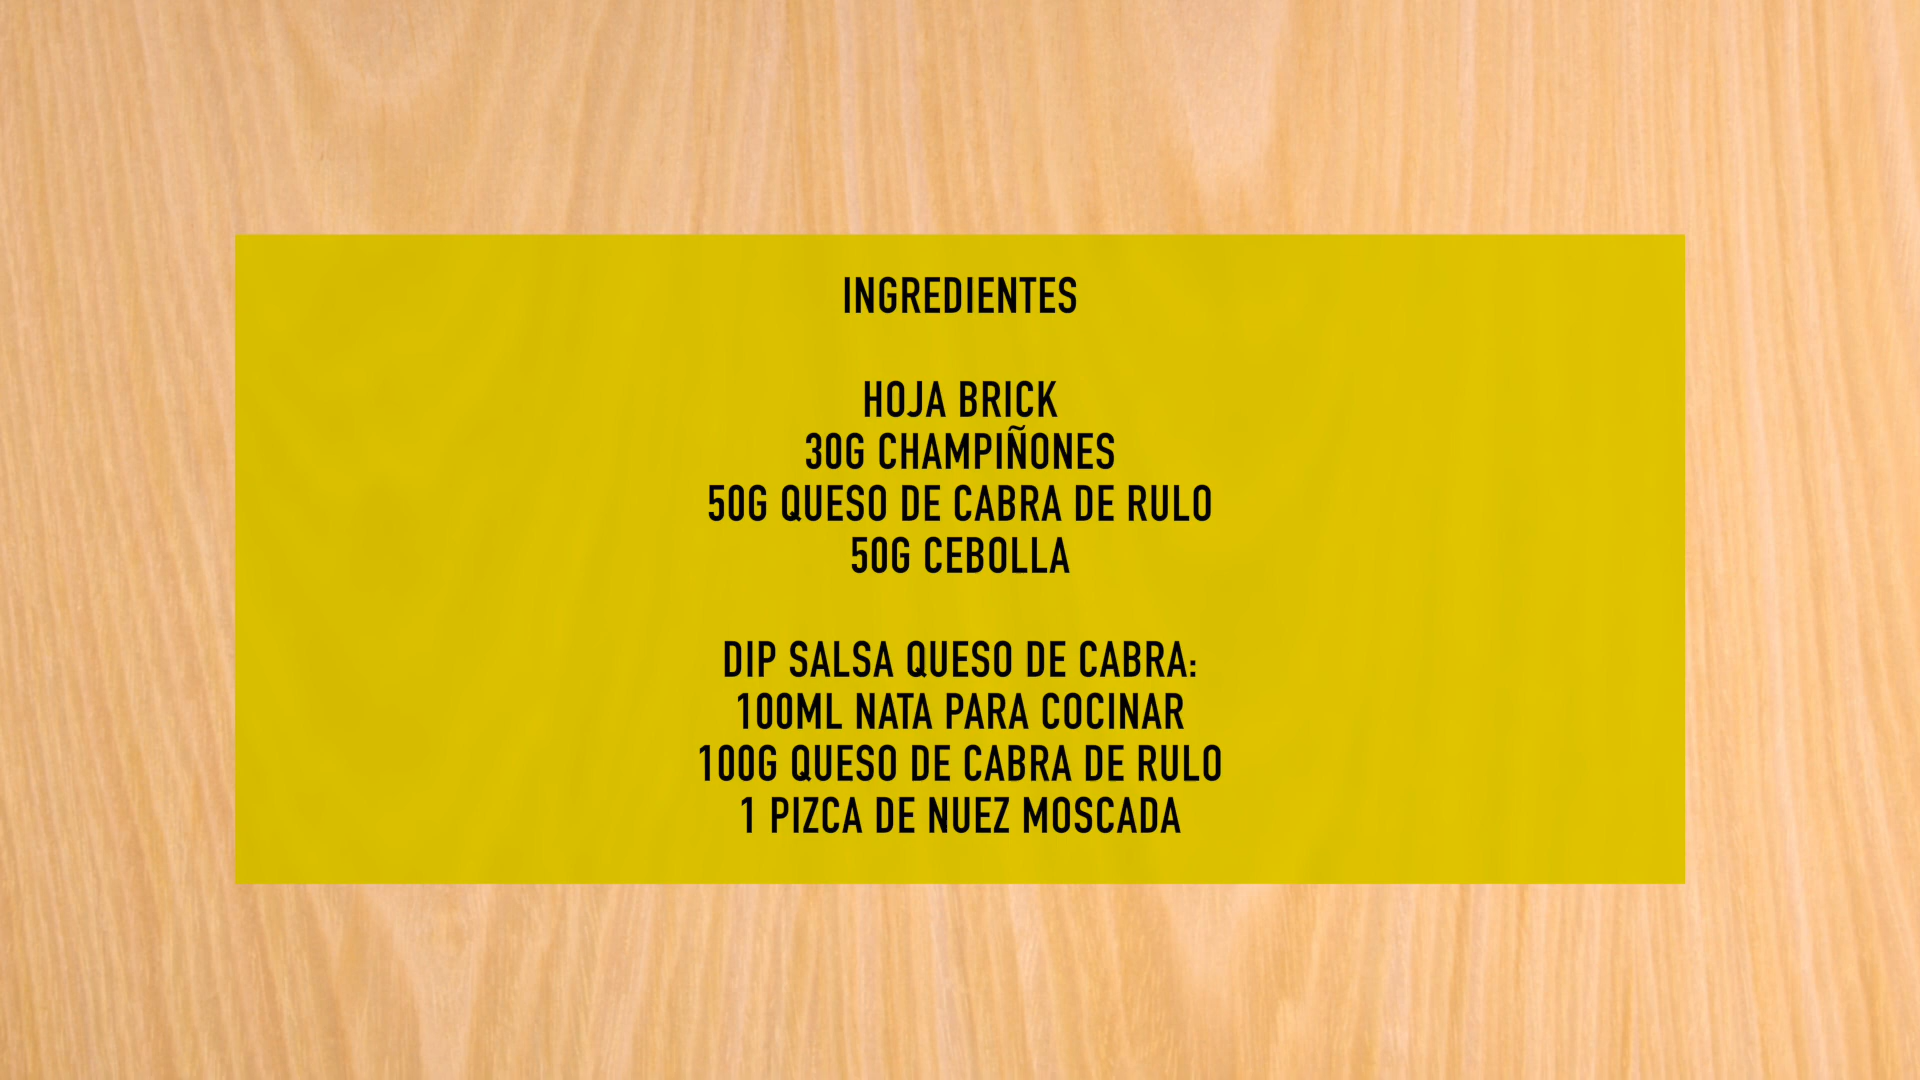 INGREDIENTES
HOJA BRICK
30G CHAMPIÑONES
50G QUESO DE CABRA DE RULO
50G CEBOLLA
DIP SALSA QUESO DE CABRA:
100ML NATA PARA COCINAR
100G QUESO DE CABRA DE RULO
1 PIZCA DE NUEZ MOSCADA